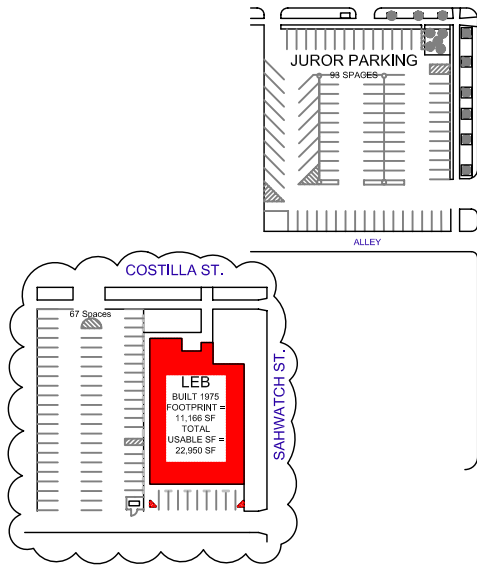 JUROR PARKING
93 SPACES
ALLEY
COSTILLA ST.
67 Spaces
SAHWATCH ST.
LEB
BUILT 1975
FOOTPRINT =
11,166 SF
TOTAL
USABLE SF =
22,950 SF